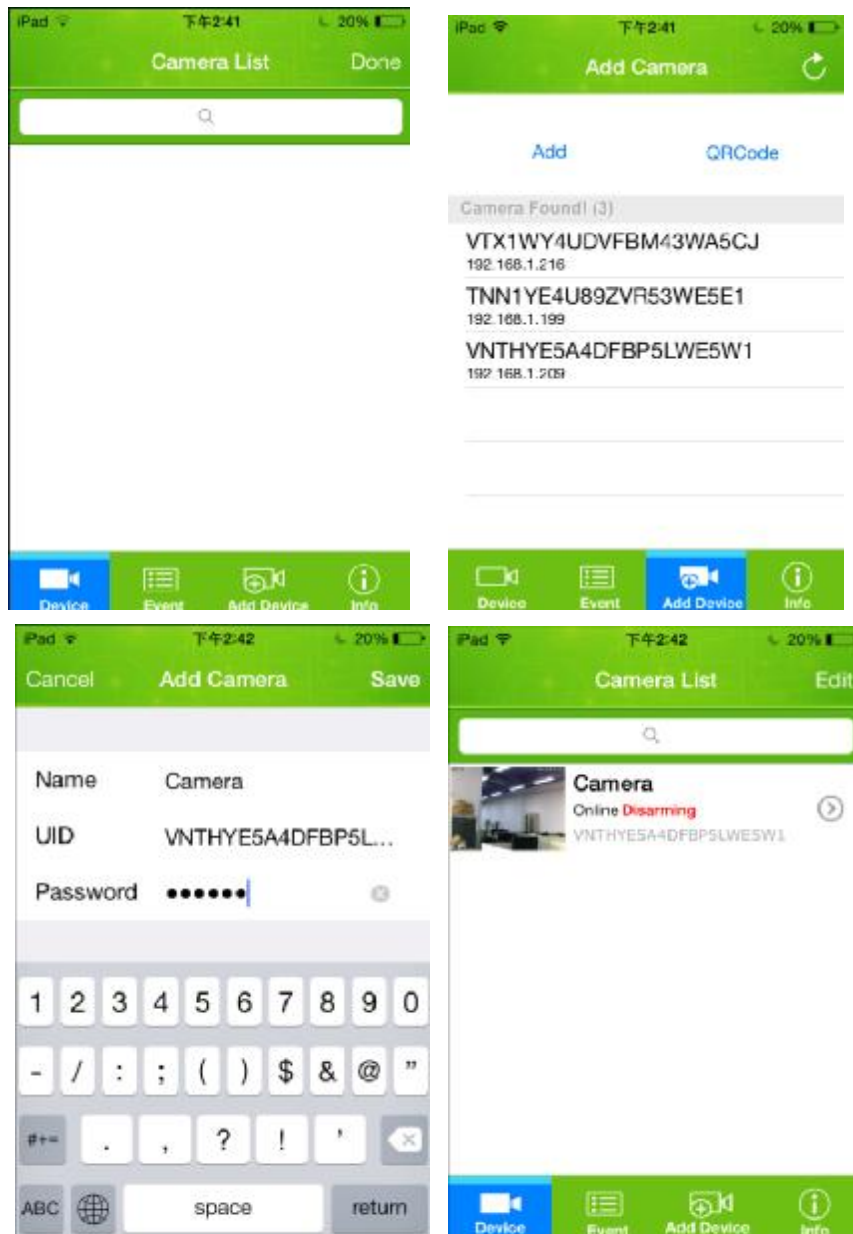 iPad 下午2:41 20%
Camera List Done
Device Event Add Device Info
iPad 下午2:41 20%
Add Camera
Add QRCode
Camera Found! (3)
VTX1WY4UDVFBM43WA5CJ
192.168.1.216
TNN1YE4U89ZVR53WE5E1
192.168.1.199
VNTHYE5A4DFBP5LWE5W1
192.168.1.209
Device Event Add Device Info
iPad 下午2:42 20%
Cancel Add Camera Save
Name Camera
UID VNTHYE5A4DFBP5L...
Password ••••••
1 2 3 4 5 6 7 8 9 0
- / : ; ( ) $ & @ "
#+= . , ? ! '
ABC space return
iPad 下午2:42 20%
Camera List Edit
Camera
Online Disarming
VNTHYE5A4DFBP5LWE5W1
Device Event Add Device Info